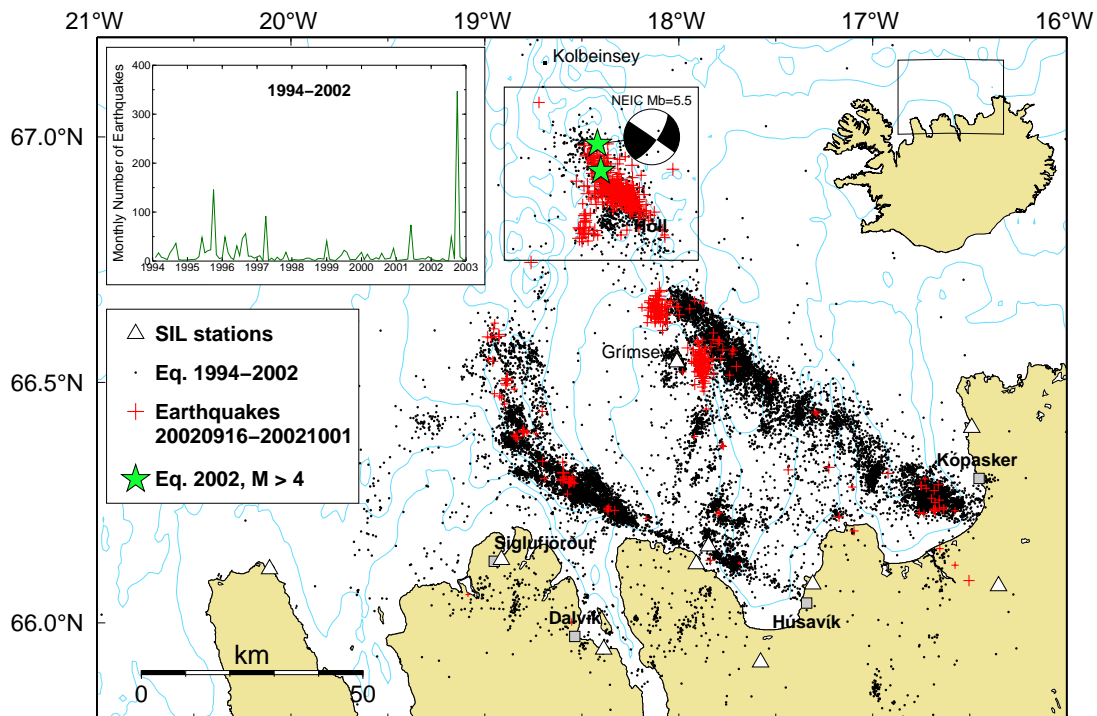 21°W 20°W 19°W 18°W 17°W 16°W
67.0°N
66.5°N
66.0°N
Monthly Number of Earthquakes
400
300
200
100
0
1994–2002
1994 1995 1996 1997 1998 1999 2000 2001 2002 2003
Kolbeinsey
NEIC Mb=5.5
Hóll
Grímsey
SIL stations
Eq. 1994–2002
Earthquakes
20020916–20021001
Eq. 2002, M > 4
Kópasker
Siglufjörður
Dalvík
Húsavík
km
0 50